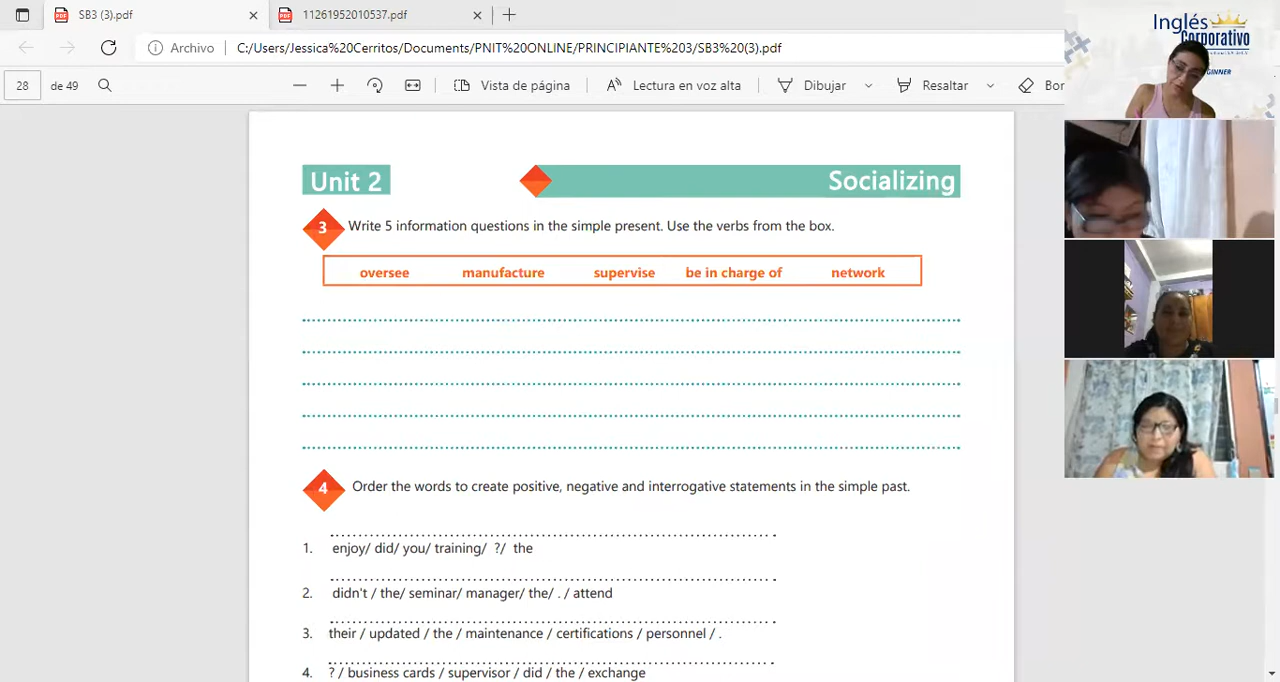 SB3 (3).pdf
11261952010537.pdf
Archivo C:/Users/Jessica%20Cerritos/Documents/PNIT%20ONLINE/PRINCIPIANTE%203/SB3%20(3).pdf
28 de 49 Vista de página Lectura en voz alta Dibujar Resaltar Bor
Inglés
Corporativo
GINNER
Unit 2 Socializing
3 Write 5 information questions in the simple present. Use the verbs from the box.
oversee manufacture supervise be in charge of network
4 Order the words to create positive, negative and interrogative statements in the simple past.
1. enjoy/ did/ you/ training/ ?/ the
2. didn't / the/ seminar/ manager/ the/ . / attend
3. their / updated / the / maintenance / certifications / personnel / .
4. ? / business cards / supervisor / did / the / exchange